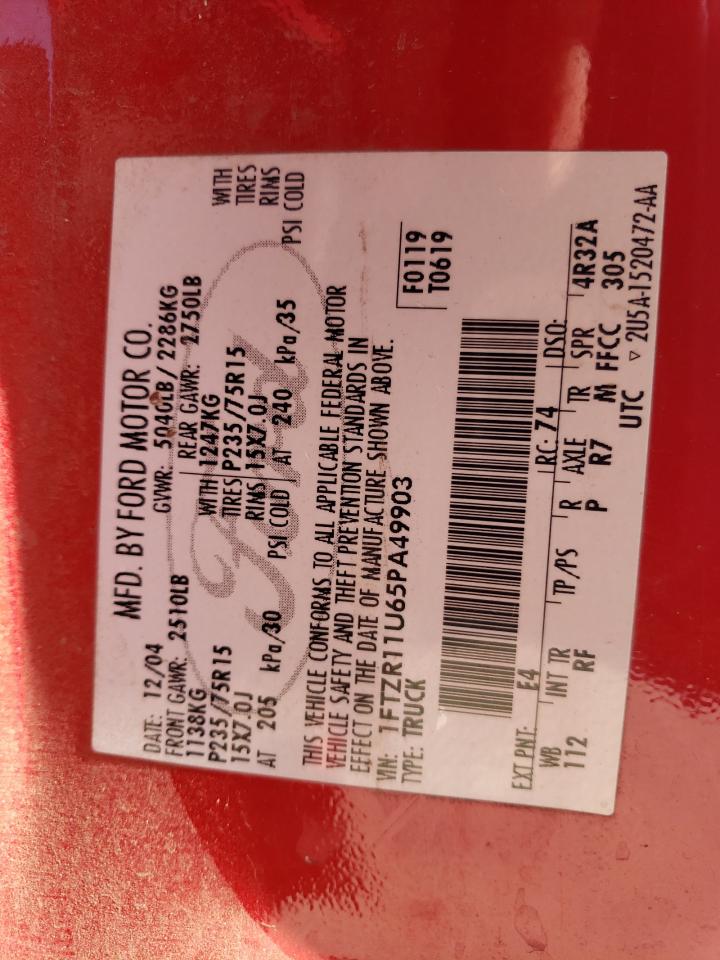 MFD. BY FORD MOTOR CO.
DATE: 12/04 GVWR: 5040LB/ 2286KG
FRONT GAWR: 2510LB REAR GAWR: 2750LB
1138KG WITH 1247KG WITH
P235/75R15 TIRES P235/75R15 TIRES
15X7.0J RIMS 15X7.0J RIMS
AT 205 kPa/30 PSI COLD AT 240 kPa/35 PSI COLD
Ford
THIS VEHICLE CONFORMS TO ALL APPLICABLE FEDERAL MOTOR
VEHICLE SAFETY AND THEFT PREVENTION STANDARDS IN
EFFECT ON THE DATE OF MANUFACTURE SHOWN ABOVE.
VIN: 1FTZR11U65PA49903 F0119
TYPE: TRUCK T0619
EXT PNT: E4 RC: 74 DSO:
WB INT TR TP/PS R AXLE TR SPR 4R32A
112 RF P R7 M FFCC 305
UTC ▽ 2U5A-1520472-AA